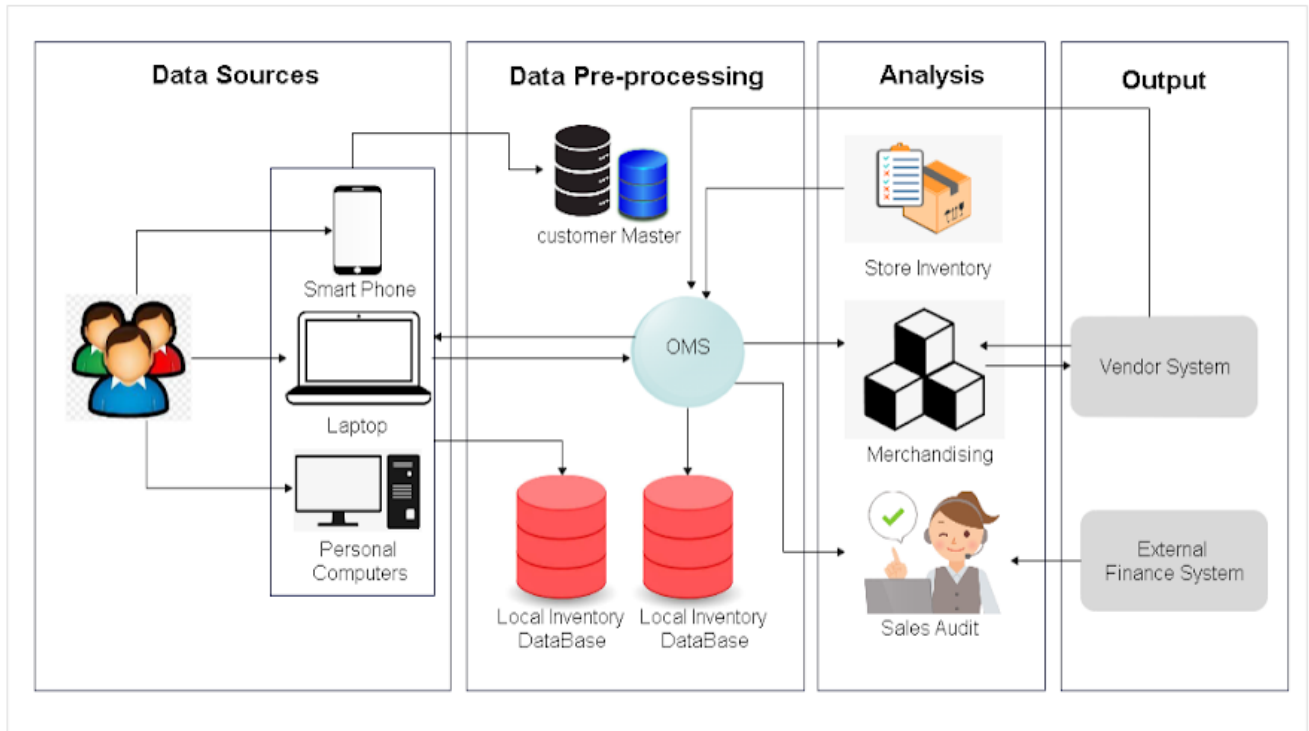 Data Sources
Data Pre-processing
Analysis
Output
customer Master
Store Inventory
Smart Phone
OMS
Vendor System
Laptop
Merchandising
Personal
Computers
External
Finance System
Local Inventory
DataBase
Local Inventory
DataBase
Sales Audit